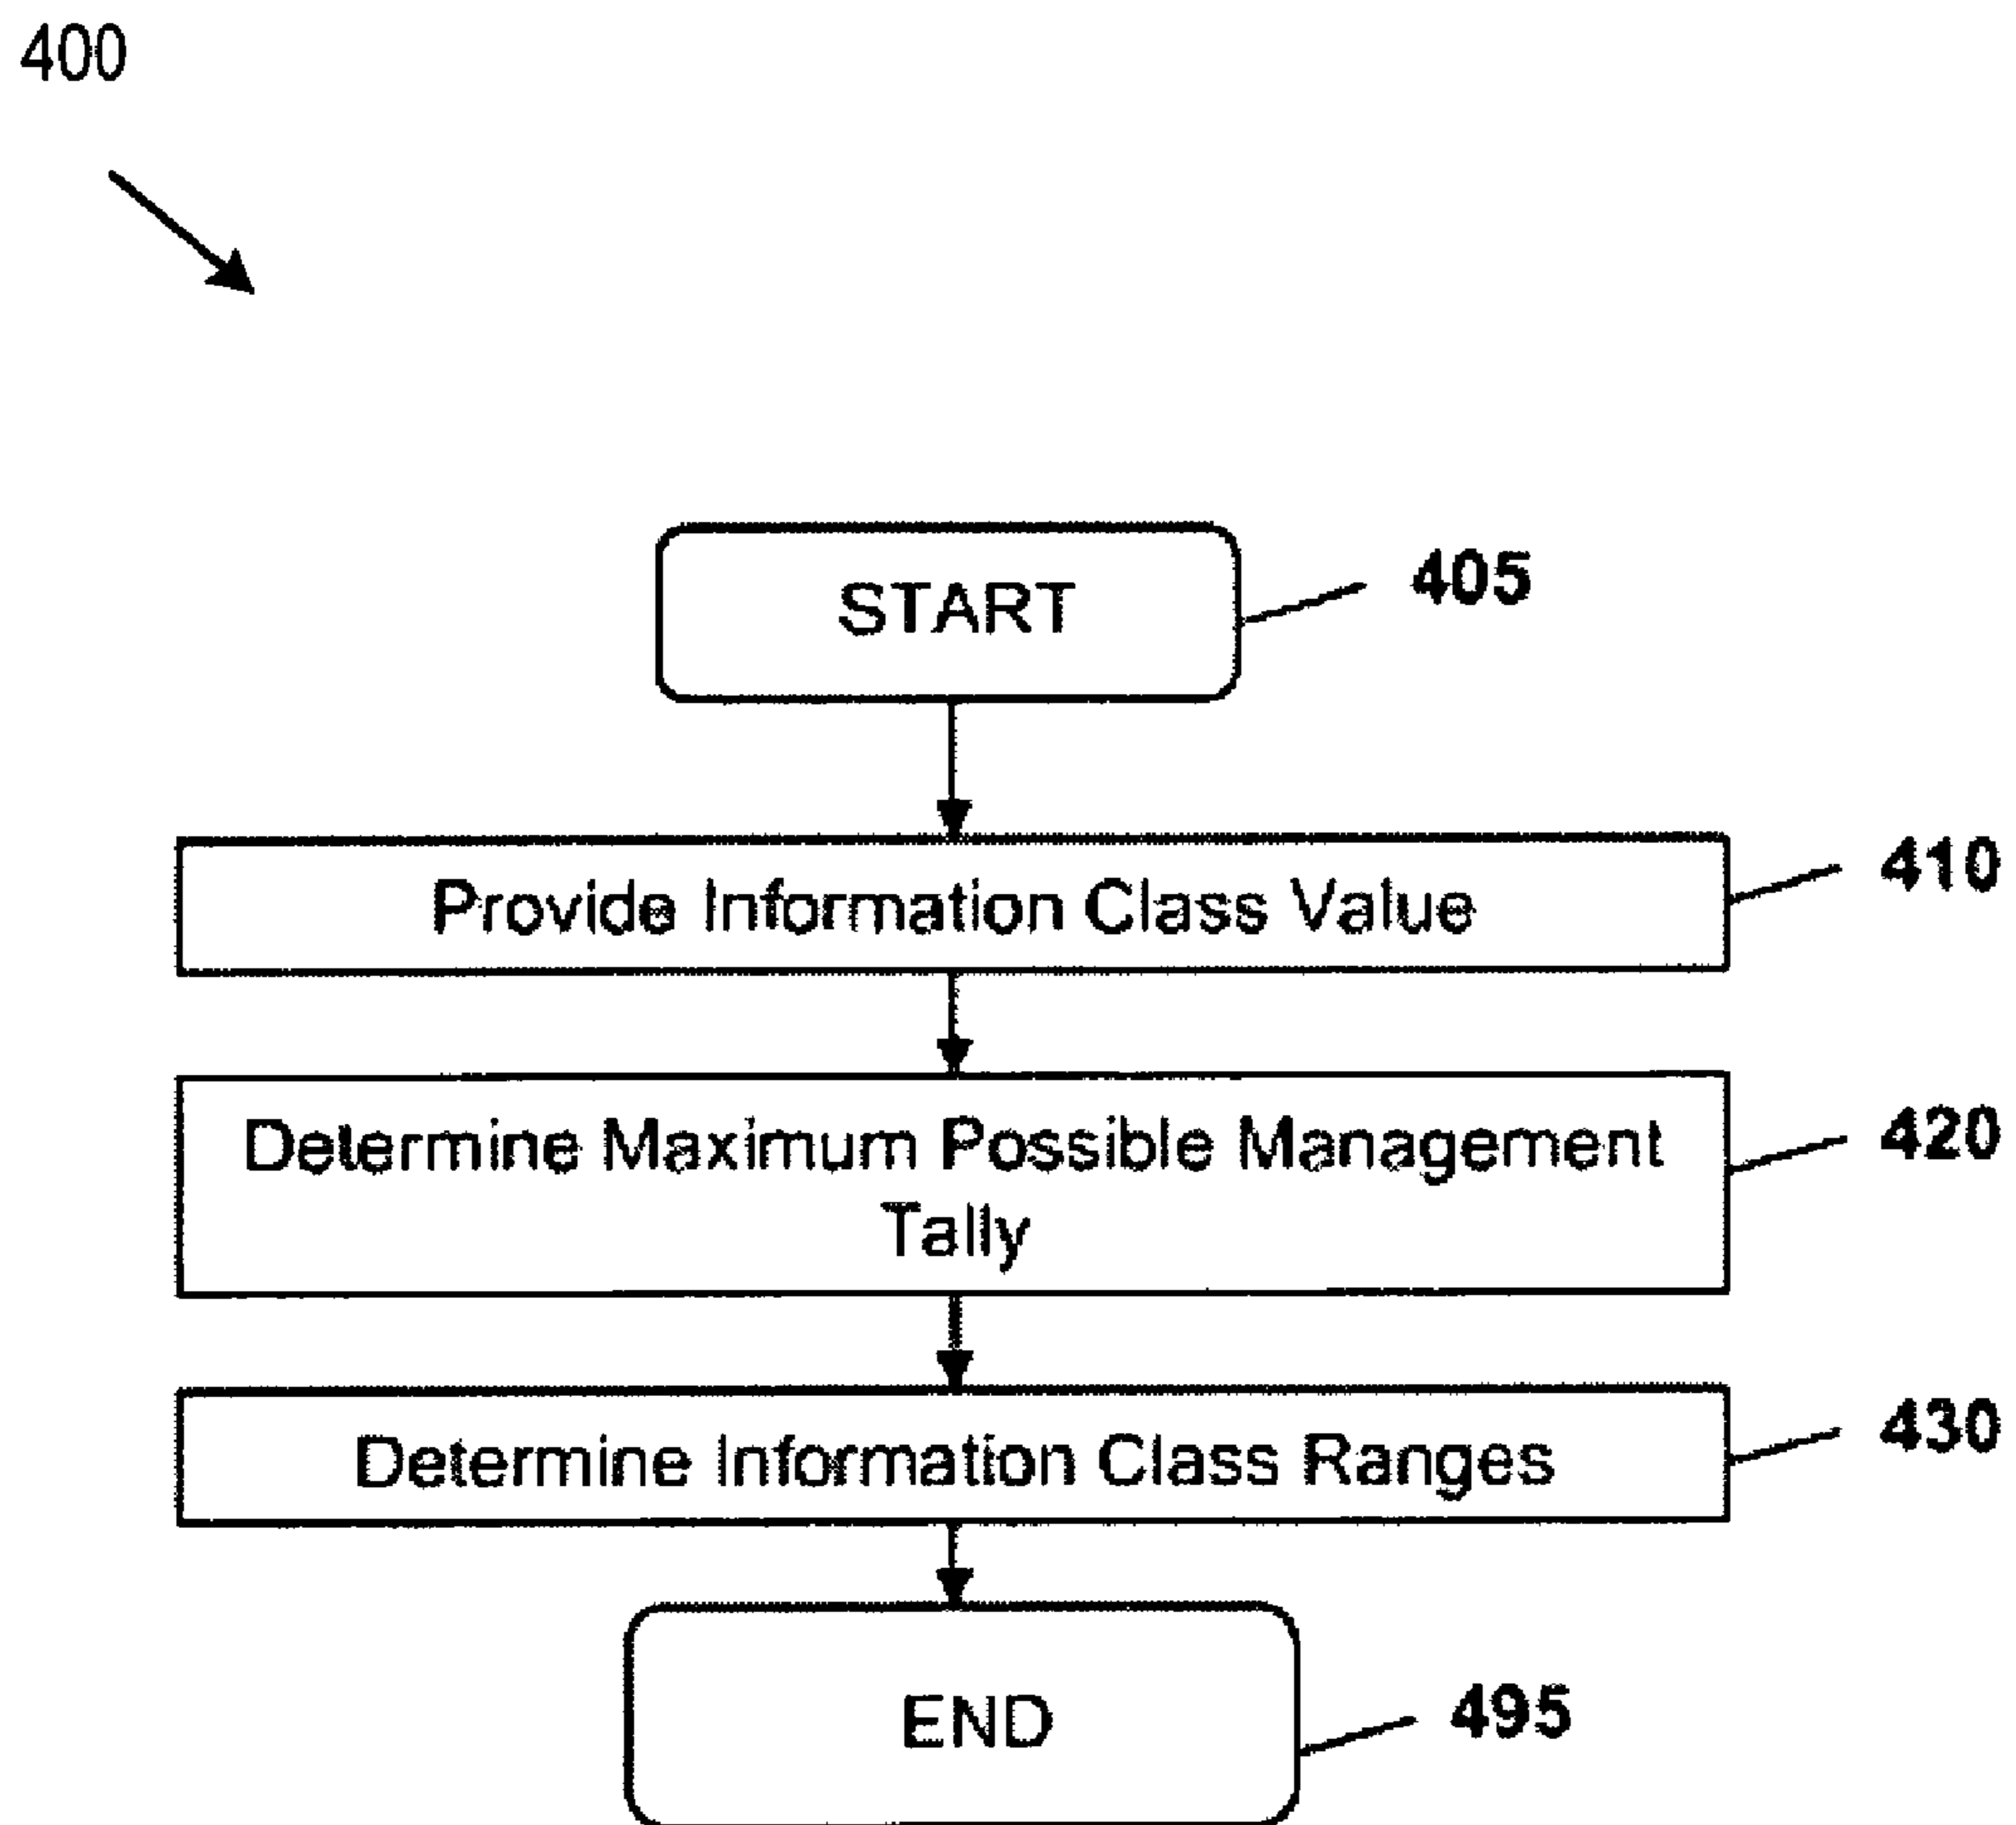 400
START
405
Provide Information Class Value
410
Determine Maximum Possible Management
Tally
420
Determine Information Class Ranges
430
END
495